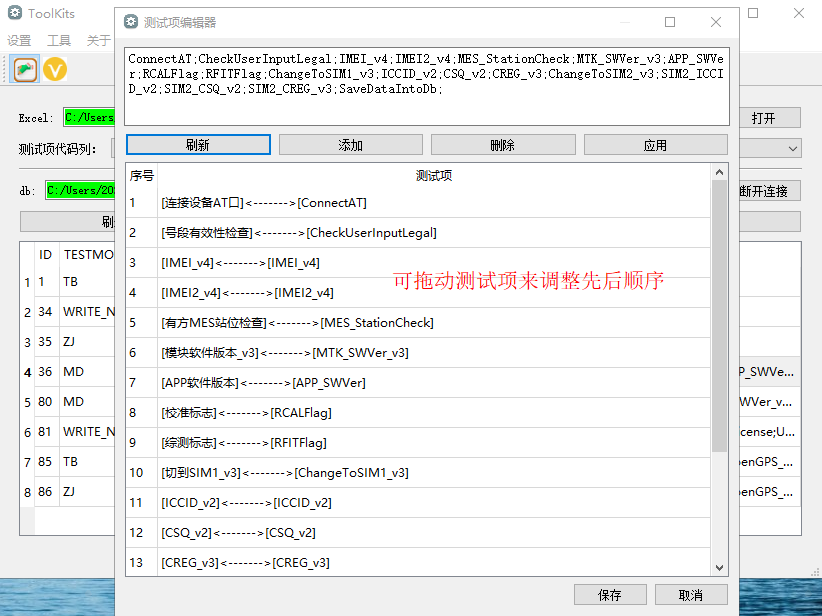 ToolKits
设置 工具 关于
Excel: C:/Users
打开
测试项代码列:
db: C:/Users/20
断开连接
ID TESTMO
1 1 TB
2 34 WRITE_N
3 35 ZJ
4 36 MD P_SWVe...
5 80 MD WVer_v...
6 81 WRITE_N cense;U...
7 85 TB enGPS_...
8 86 ZJ enGPS_...
测试项编辑器
ConnectAT;CheckUserInputLegal;IMEI_v4;IMEI2_v4;MES_StationCheck;MTK_SWVer_v3;APP_SWVe
r;RCALFlag;RFITFlag;ChangeToSIM1_v3;ICCID_v2;CSQ_v2;CREG_v3;ChangeToSIM2_v3;SIM2_ICCI
D_v2;SIM2_CSQ_v2;SIM2_CREG_v3;SaveDataIntoDb;
刷新 添加 删除 应用
序号 测试项
1 [连接设备AT口]<------->[ConnectAT]
2 [号段有效性检查]<------->[CheckUserInputLegal]
3 [IMEI_v4]<------->[IMEI_v4]
可拖动测试项来调整先后顺序
4 [IMEI2_v4]<------->[IMEI2_v4]
5 [有方MES站位检查]<------->[MES_StationCheck]
6 [模块软件版本_v3]<------->[MTK_SWVer_v3]
7 [APP软件版本]<------->[APP_SWVer]
8 [校准标志]<------->[RCALFlag]
9 [综测标志]<------->[RFITFlag]
10 [切到SIM1_v3]<------->[ChangeToSIM1_v3]
11 [ICCID_v2]<------->[ICCID_v2]
12 [CSQ_v2]<------->[CSQ_v2]
13 [CREG_v3]<------->[CREG_v3]
保存 取消